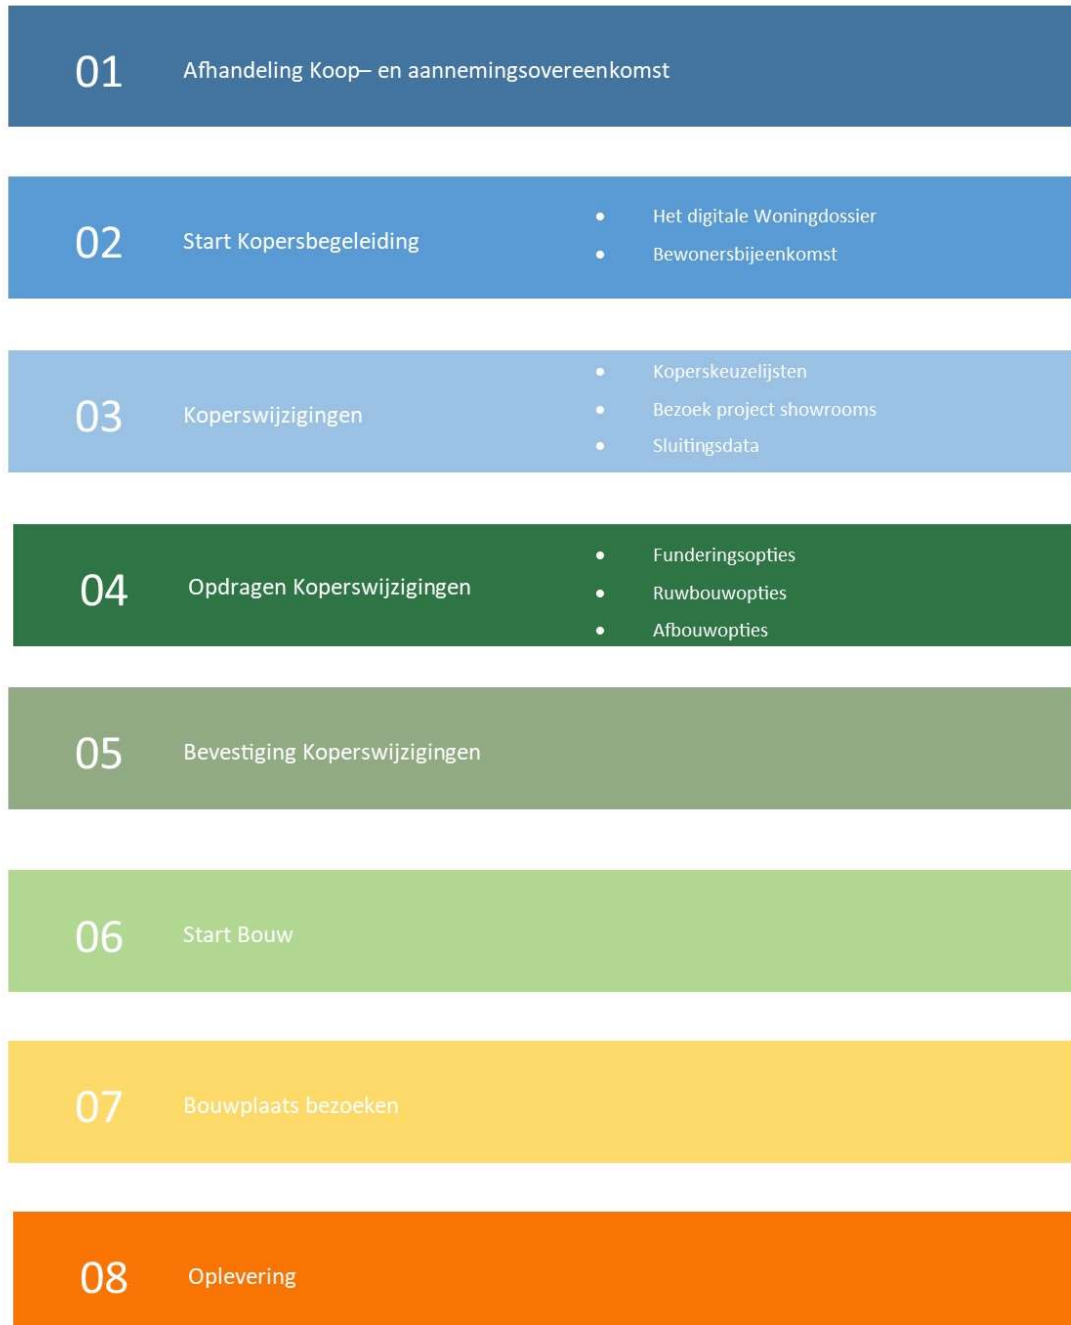 01 Afhandeling Koop– en aannemingsovereenkomst
02 Start Kopersbegeleiding
• Het digitale Woningdossier
• Bewonersbijeenkomst
03 Koperswijzigingen
• Koperskeuzelijsten
• Bezoek project showrooms
• Sluitingsdata
04 Opdragen Koperswijzigingen
• Funderingsopties
• Ruwbouwopties
• Afbouwopties
05 Bevestiging Koperswijzigingen
06 Start Bouw
07 Bouwplaats bezoeken
08 Oplevering